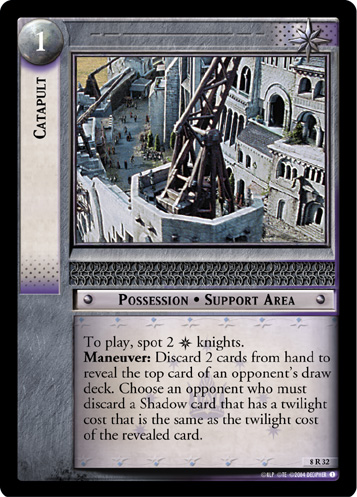 1
CATAPULT
POSSESSION • SUPPORT AREA
To play, spot 2 knights.
Maneuver: Discard 2 cards from hand to
reveal the top card of an opponent's draw
deck. Choose an opponent who must
discard a Shadow card that has a twilight
cost that is the same as the twilight cost
of the revealed card.
8 R 32